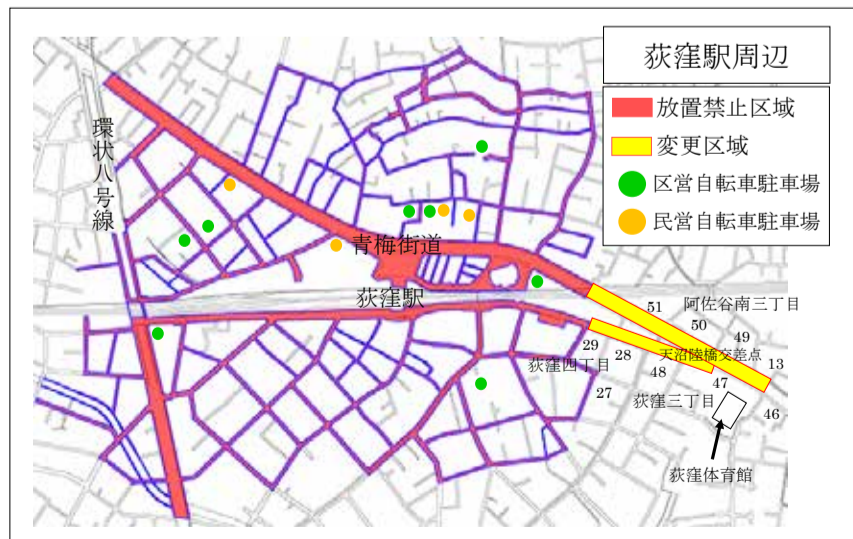 荻窪駅周辺
放置禁止区域
変更区域
区営自転車駐車場
民営自転車駐車場
環状八号線
青梅街道
荻窪駅
51
阿佐谷南三丁目
50
49
29
28
天沼陸橋交差点
13
荻窪四丁目
48
27
47
荻窪三丁目
46
荻窪体育館